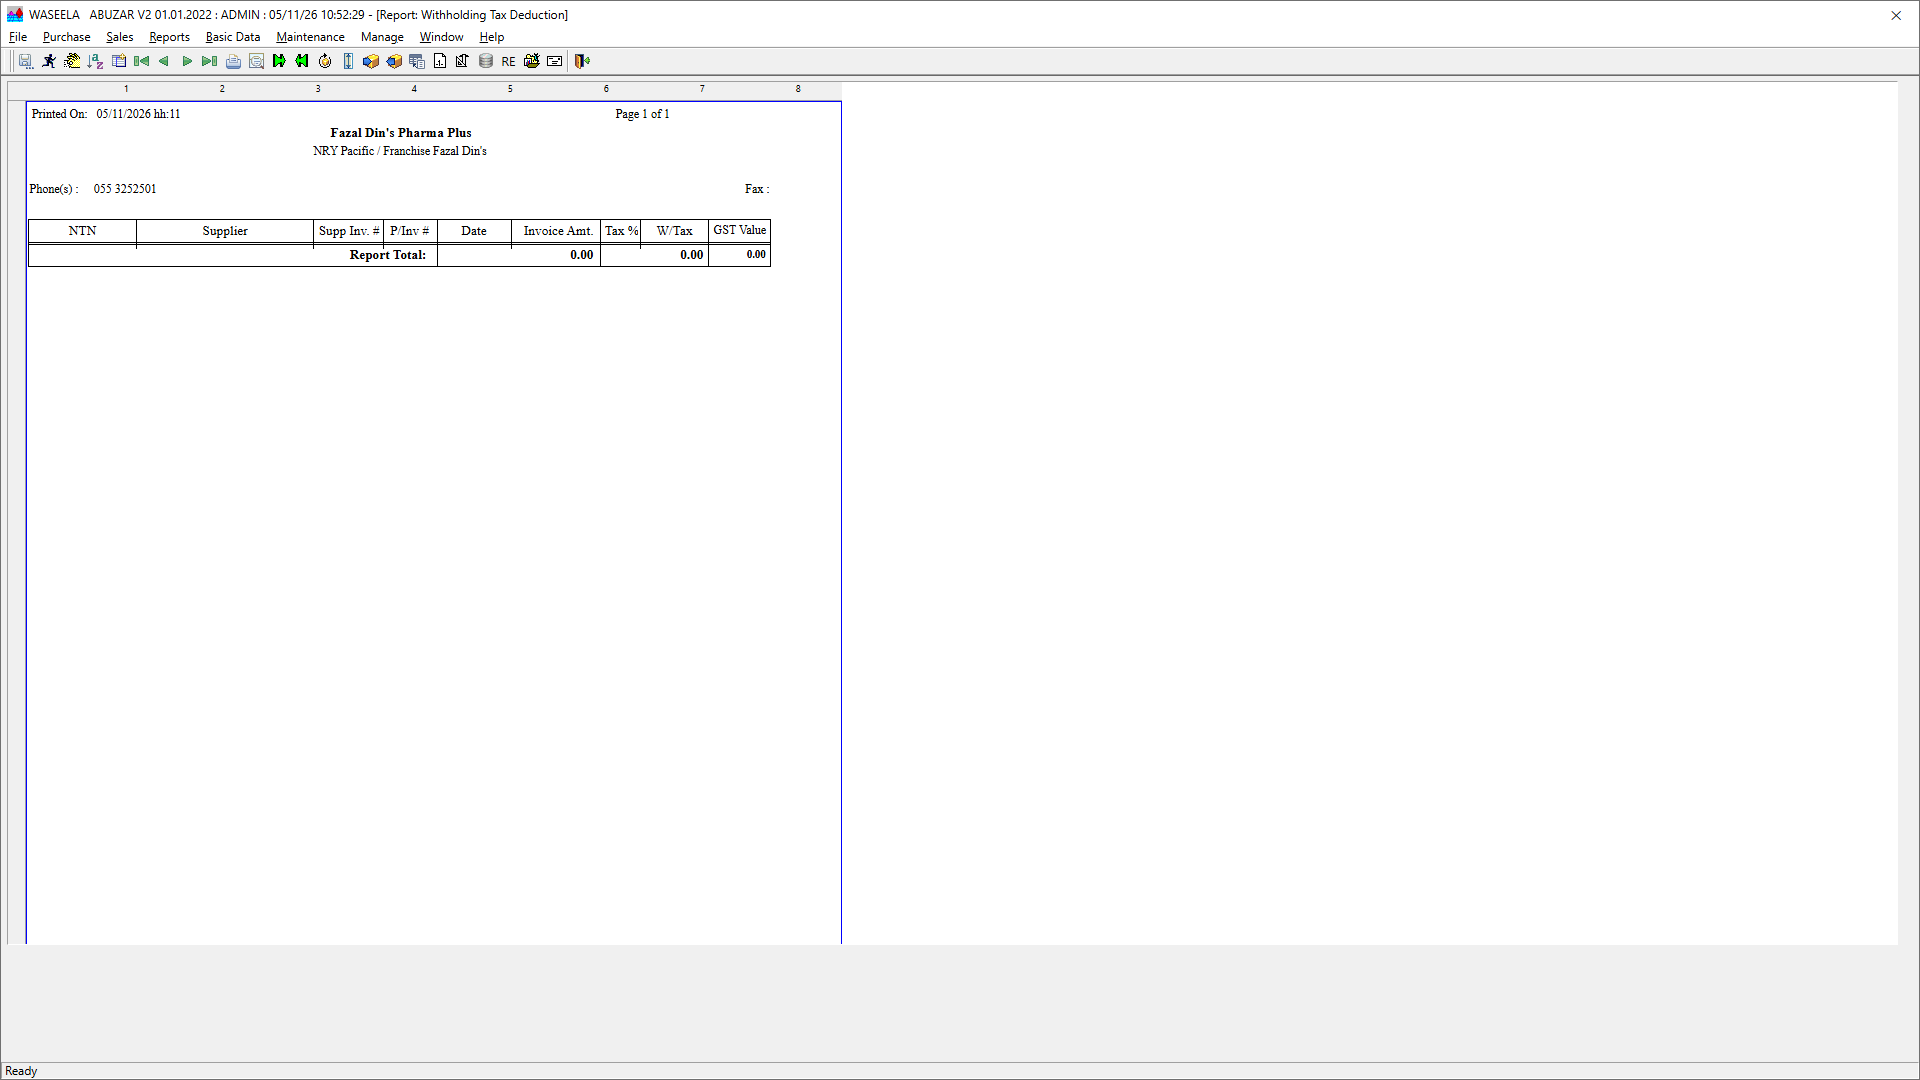 WASEELA   ABUZAR V2 01.01.2022 : ADMIN : 05/11/26 10:52:29 - [Report: Withholding Tax Deduction]
File Purchase Sales Reports Basic Data Maintenance Manage Window Help
RE
1 2 3 4 5 6 7 8
Printed On: 05/11/2026 hh:11 Page 1 of 1
Fazal Din's Pharma Plus
NRY Pacific / Franchise Fazal Din's
Phone(s) : 055 3252501 Fax :
NTN Supplier Supp Inv. # P/Inv # Date Invoice Amt. Tax % W/Tax GST Value
Report Total: 0.00 0.00 0.00
Ready